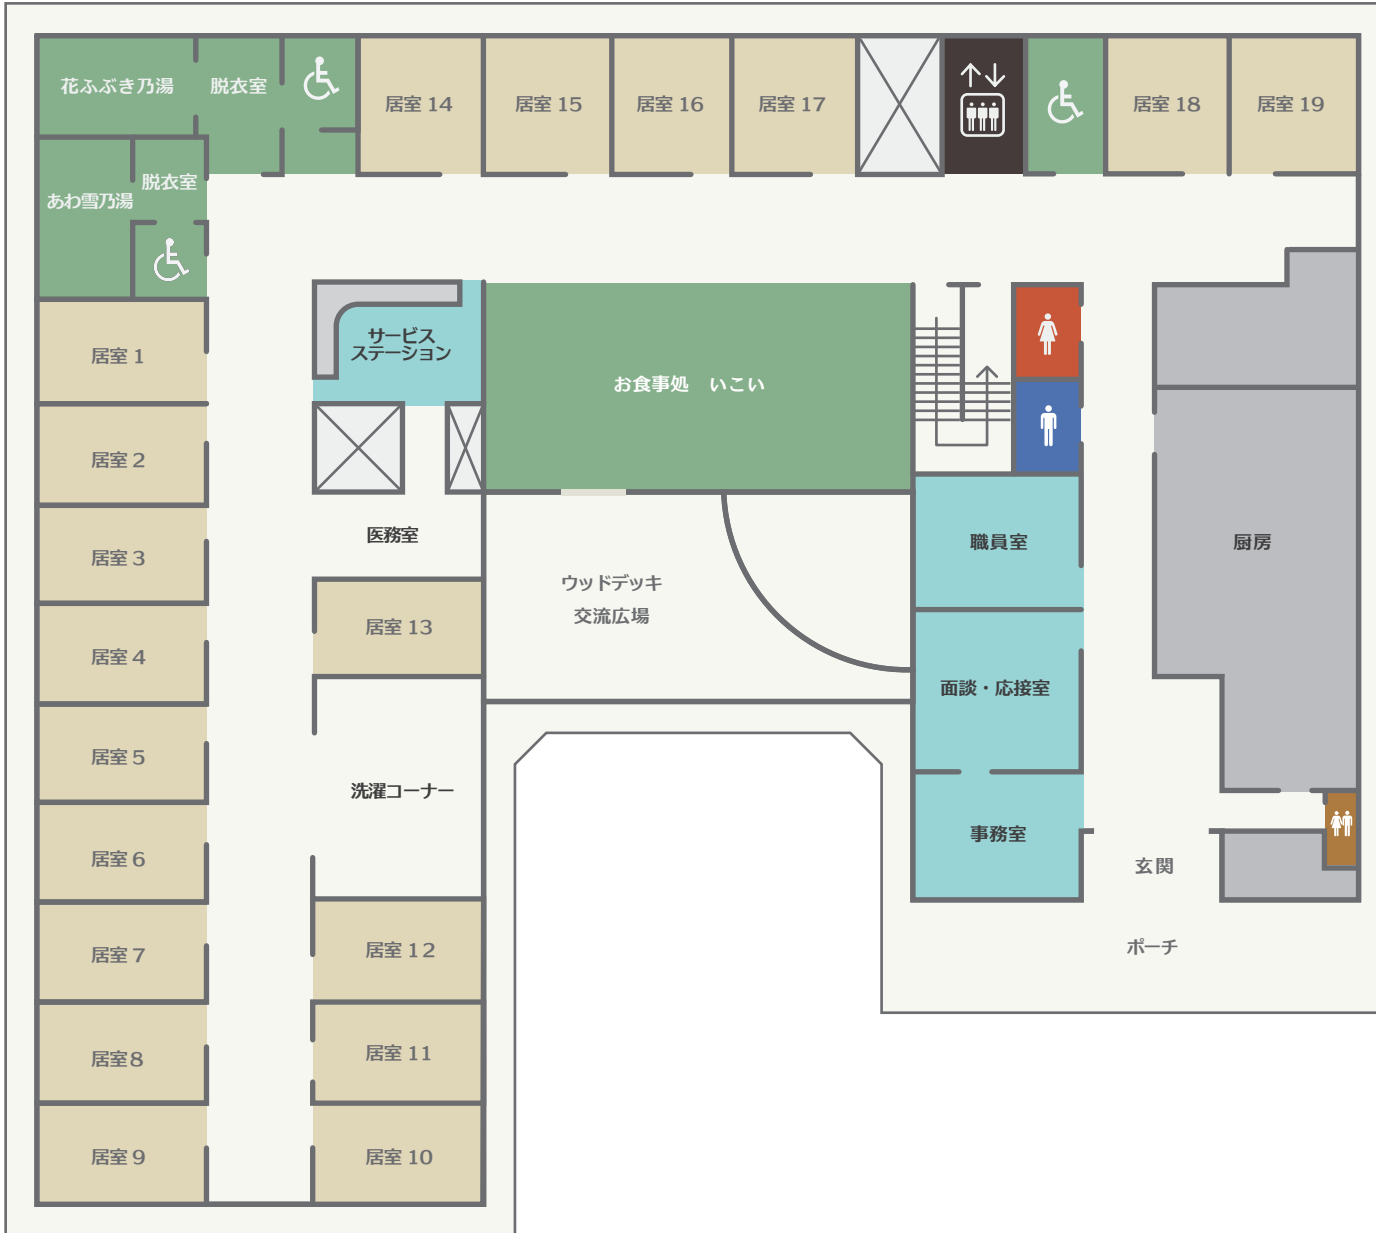 花ふぶき乃湯
脱衣室
居室 14
居室 15
居室 16
居室 17
居室 18
居室 19
あわ雪乃湯
脱衣室
居室 1
サービス
ステーション
お食事処 いこい
居室 2
医務室
職員室
厨房
居室 3
ウッドデッキ
交流広場
居室 13
居室 4
面談・応接室
居室 5
洗濯コーナー
事務室
居室 6
玄関
居室 7
居室 12
ポーチ
居室8
居室 11
居室 9
居室 10